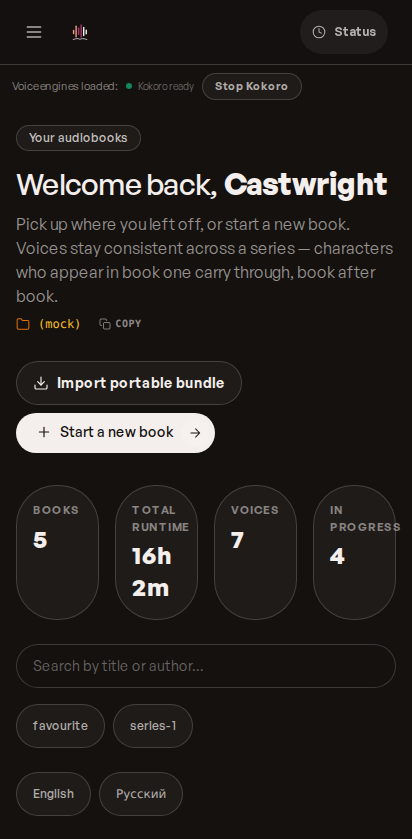 Status
Voice engines loaded: Kokoro ready Stop Kokoro
Your audiobooks
Welcome back, Castwright
Pick up where you left off, or start a new book.
Voices stay consistent across a series — characters
who appear in book one carry through, book after
book.
(mock) COPY
Import portable bundle
Start a new book
BOOKS
5
TOTAL
RUNTIME
16h
2m
VOICES
7
IN
PROGRESS
4
Search by title or author...
favourite series-1
English Русский